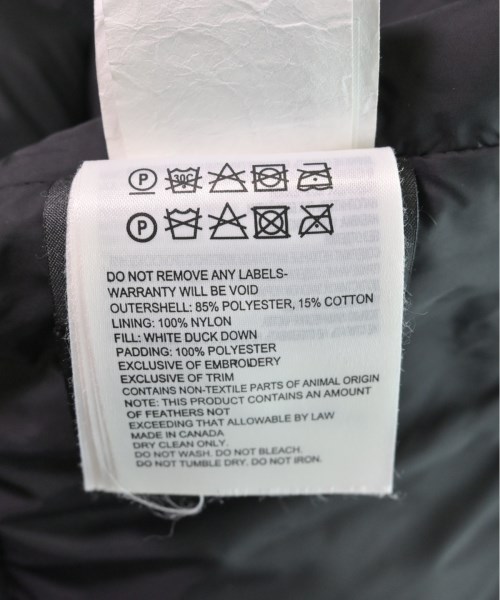 P 30C
P
DO NOT REMOVE ANY LABELS-
WARRANTY WILL BE VOID
OUTERSHELL: 85% POLYESTER, 15% COTTON
LINING: 100% NYLON
FILL: WHITE DUCK DOWN
PADDING: 100% POLYESTER
EXCLUSIVE OF EMBROIDERY
EXCLUSIVE OF TRIM
CONTAINS NON-TEXTILE PARTS OF ANIMAL ORIGIN
NOTE: THIS PRODUCT CONTAINS AN AMOUNT
OF FEATHERS NOT
EXCEEDING THAT ALLOWABLE BY LAW
MADE IN CANADA
DRY CLEAN ONLY.
DO NOT WASH. DO NOT BLEACH.
DO NOT TUMBLE DRY. DO NOT IRON.